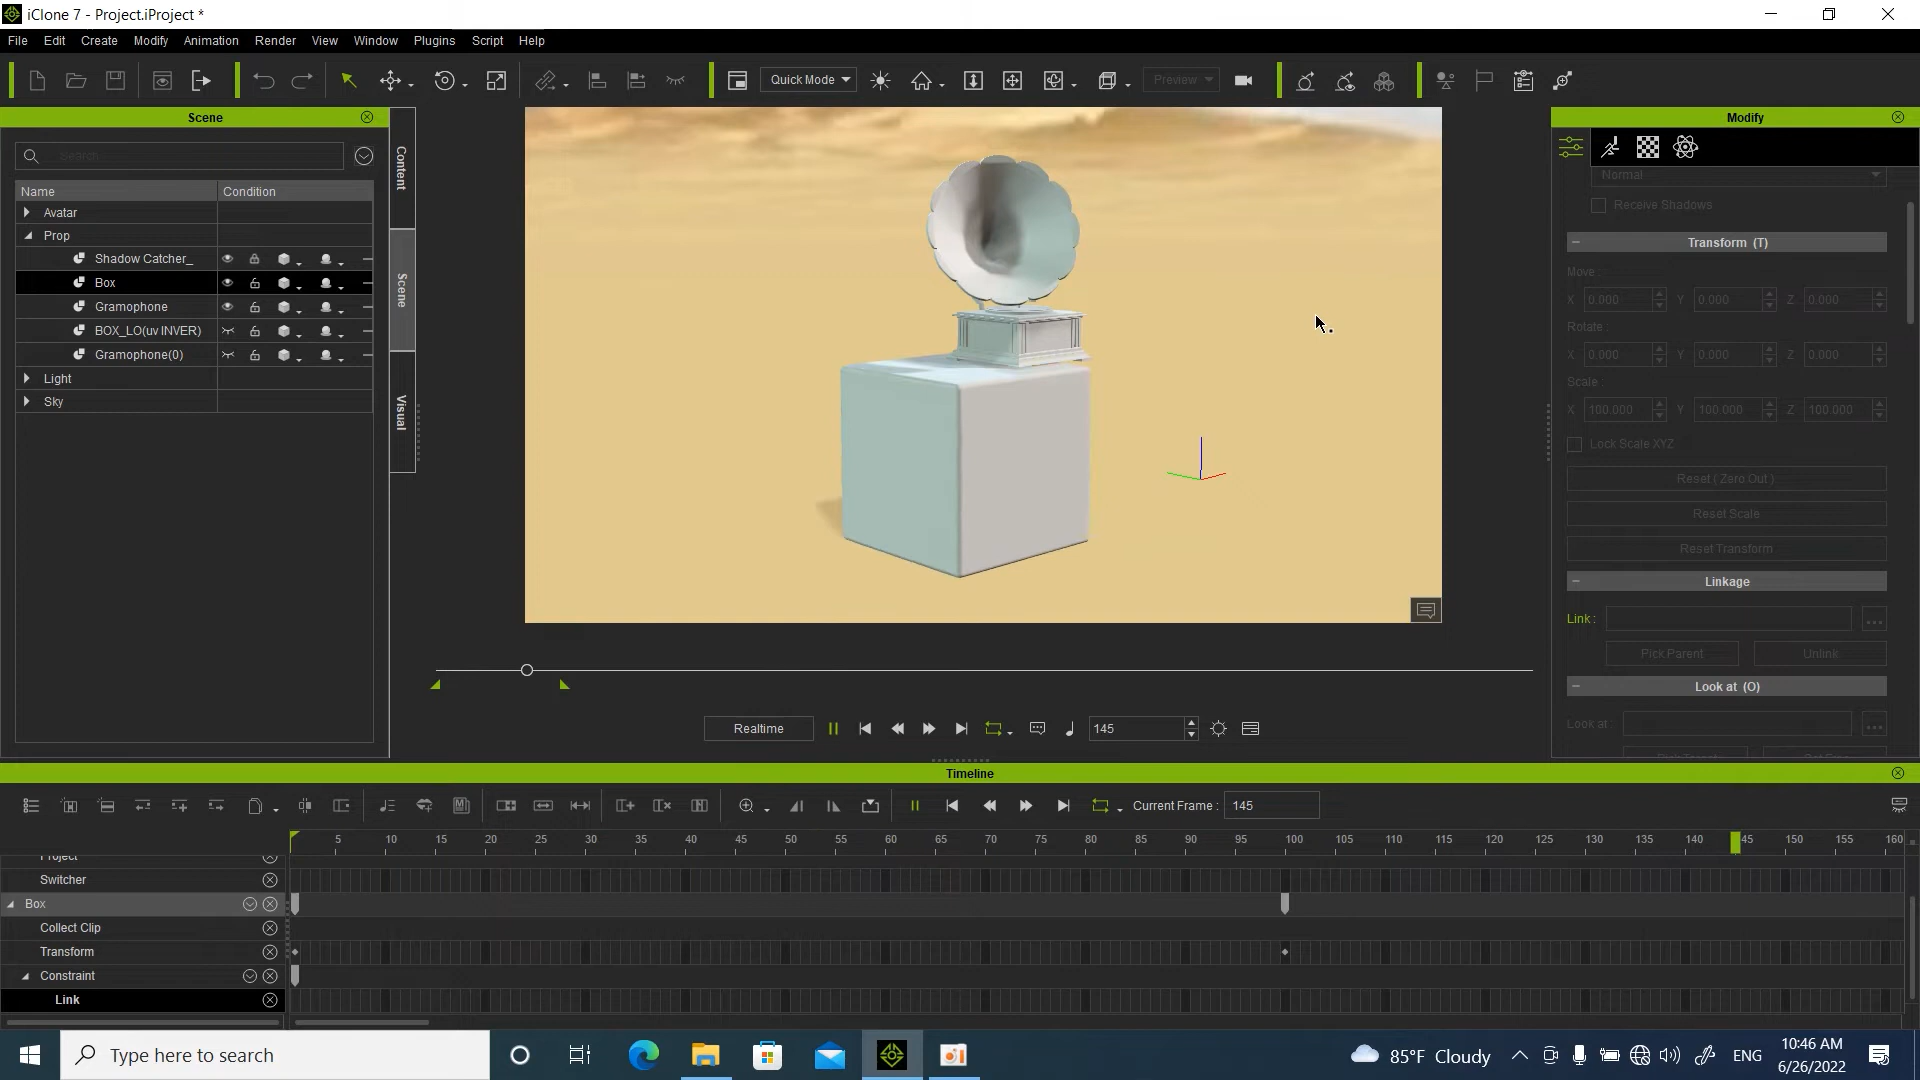 iClone 7 - Project.iProject *
File Edit Create Modify Animation Render View Window Plugins Script Help
Quick Mode Preview
Scene
Search
Name Condition
Avatar
Prop
Shadow Catcher_
Box
Gramophone
BOX_LO(uv INVER)
Gramophone(0)
Light
Sky
Content
Scene
Visual
Modify
Normal
Receive Shadows
Transform (T)
Move :
X 0.000 Y 0.000 Z 0.000
Rotate :
X 0.000 Y 0.000 Z 0.000
Scale :
X 100.000 Y 100.000 Z 100.000
Lock Scale XYZ
Reset ( Zero Out )
Reset Scale
Reset Transform
Linkage
Link :
Pick Parent Unlink
Look at (O)
Look at :
Realtime 145
Timeline
Current Frame : 145
5 10 15 20 25 30 35 40 45 50 55 60 65 70 75 80 85 90 95 100 105 110 115 120 125 130 135 140 45 150 155 160
Project
Switcher
Box
Collect Clip
Transform
Constraint
Link
Type here to search
85°F Cloudy
ENG
10:46 AM
6/26/2022